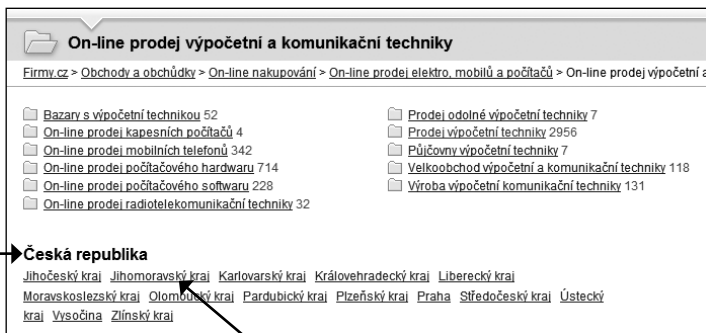 On-line prodej výpočetní a komunikační techniky
Firmy.cz > Obchody a obchůdky > On-line nakupování > On-line prodej elektro, mobilů a počítačů > On-line prodej výpočetní a
Bazary s výpočetní technikou 52
On-line prodej kapesních počítačů 4
On-line prodej mobilních telefonů 342
On-line prodej počítačového hardwaru 714
On-line prodej počítačového softwaru 228
On-line prodej radiotelekomunikační techniky 32
Prodej odolné výpočetní techniky 7
Prodej výpočetní techniky 2956
Půjčovny výpočetní techniky 7
Velkoobchod výpočetní a komunikační techniky 118
Výroba výpočetní komunikační techniky 131
Česká republika
Jihočeský kraj Jihomoravský kraj Karlovarský kraj Královehradecký kraj Liberecký kraj
Moravskoslezský kraj Olomoucký kraj Pardubický kraj Plzeňský kraj Praha Středočeský kraj Ústecký
kraj Vysočina Zlínský kraj